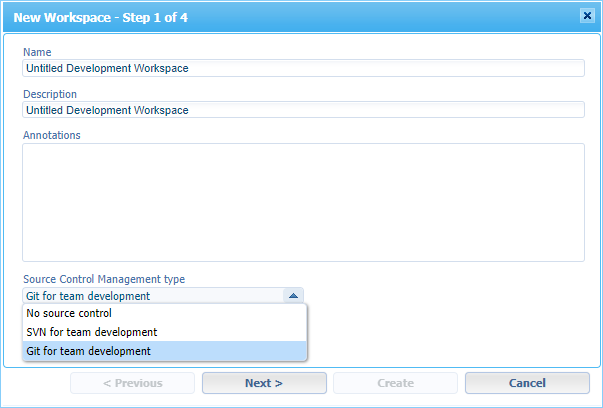 New Workspace - Step 1 of 4
Name
Untitled Development Workspace
Description
Untitled Development Workspace
Annotations
Source Control Management type
Git for team development
No source control
SVN for team development
Git for team development
< Previous
Next >
Create
Cancel